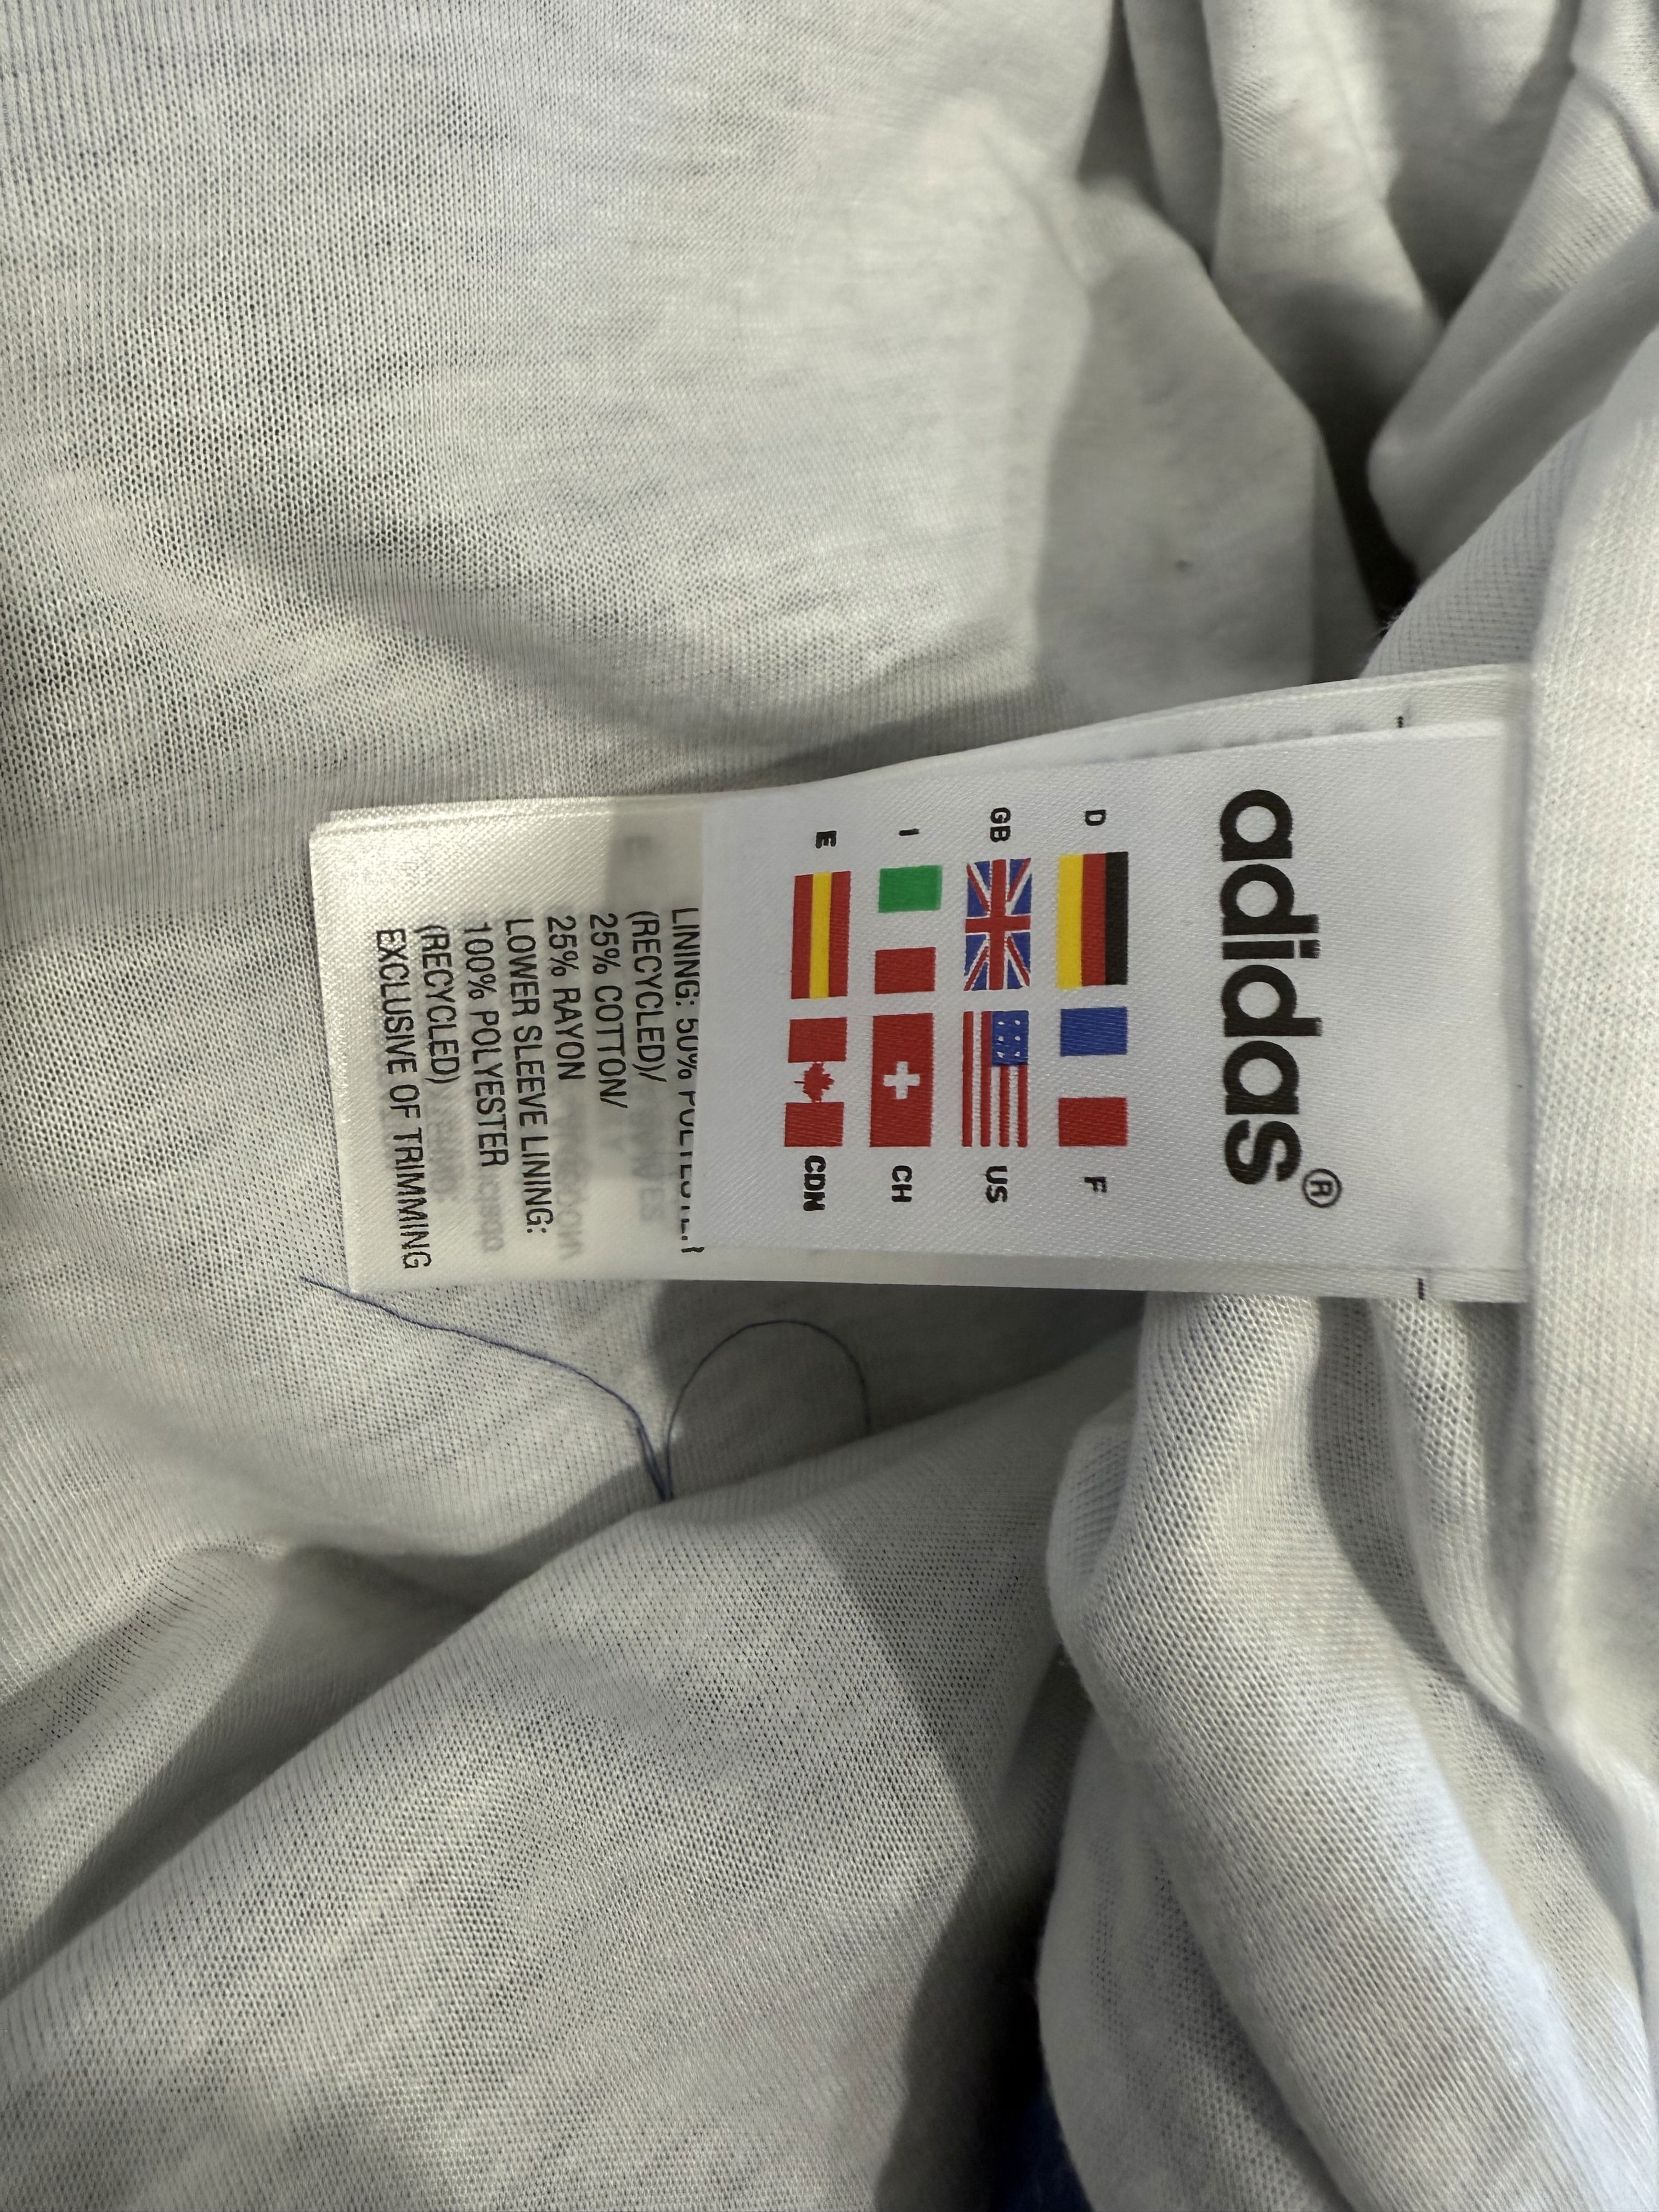 adidas®
D F
GB US
I CH
E CDN
LINING: 50% POLYESTER
(RECYCLED)/
25% COTTON/
25% RAYON
LOWER SLEEVE LINING:
100% POLYESTER
(RECYCLED)
EXCLUSIVE OF TRIMMING